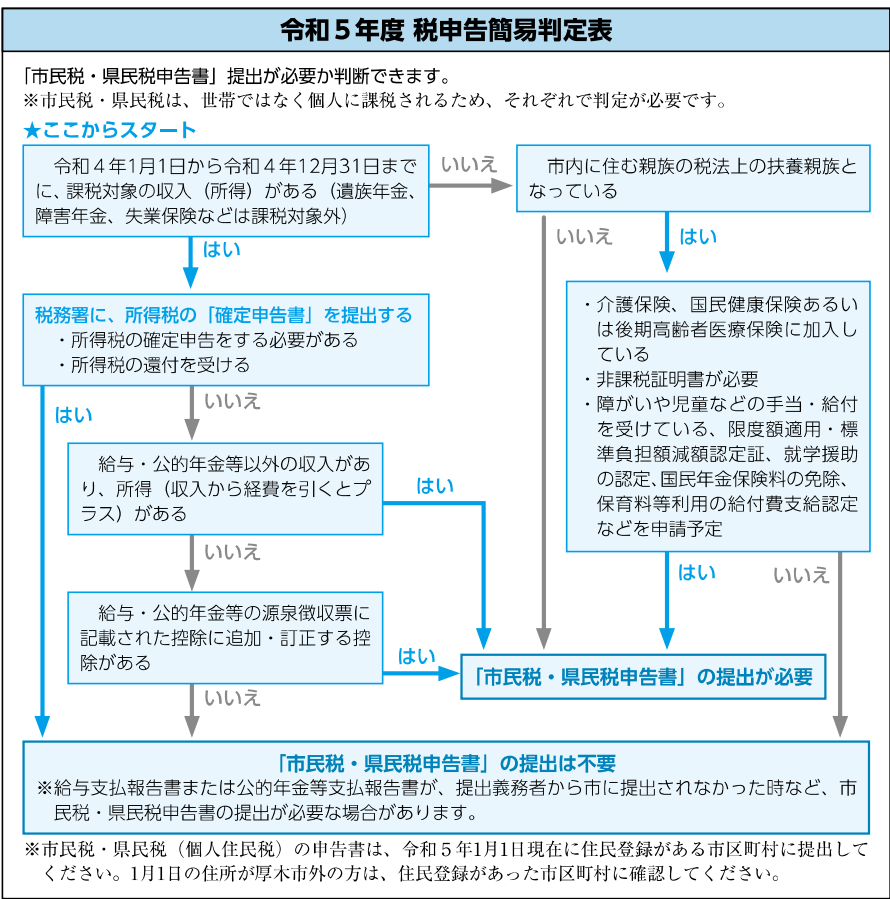 令和５年度 税申告簡易判定表
「市民税・県民税申告書」提出が必要か判断できます。
※市民税・県民税は、世帯ではなく個人に課税されるため、それぞれで判定が必要です。
★ここからスタート
令和４年1月1日から令和４年12月31日まで
に、課税対象の収入（所得）がある（遺族年金、
障害年金、失業保険などは課税対象外）
いいえ
市内に住む親族の税法上の扶養親族と
なっている
はい
いいえ
はい
税務署に、所得税の「確定申告書」を提出する
・所得税の確定申告をする必要がある
・所得税の還付を受ける
・介護保険、国民健康保険あるい
は後期高齢者医療保険に加入し
ている
・非課税証明書が必要
・障がいや児童などの手当・給付
を受けている、限度額適用・標
準負担額減額認定証、就学援助
の認定、国民年金保険料の免除、
保育料等利用の給付費支給認定
などを申請予定
はい
いいえ
給与・公的年金等以外の収入があ
り、所得（収入から経費を引くとプ
ラス）がある
はい
いいえ
はい
いいえ
給与・公的年金等の源泉徴収票に
記載された控除に追加・訂正する控
除がある
はい
「市民税・県民税申告書」の提出が必要
いいえ
「市民税・県民税申告書」の提出は不要
※給与支払報告書または公的年金等支払報告書が、提出義務者から市に提出されなかった時など、市
民税・県民税申告書の提出が必要な場合があります。
※市民税・県民税（個人住民税）の申告書は、令和５年1月1日現在に住民登録がある市区町村に提出して
ください。1月1日の住所が厚木市外の方は、住民登録があった市区町村に確認してください。